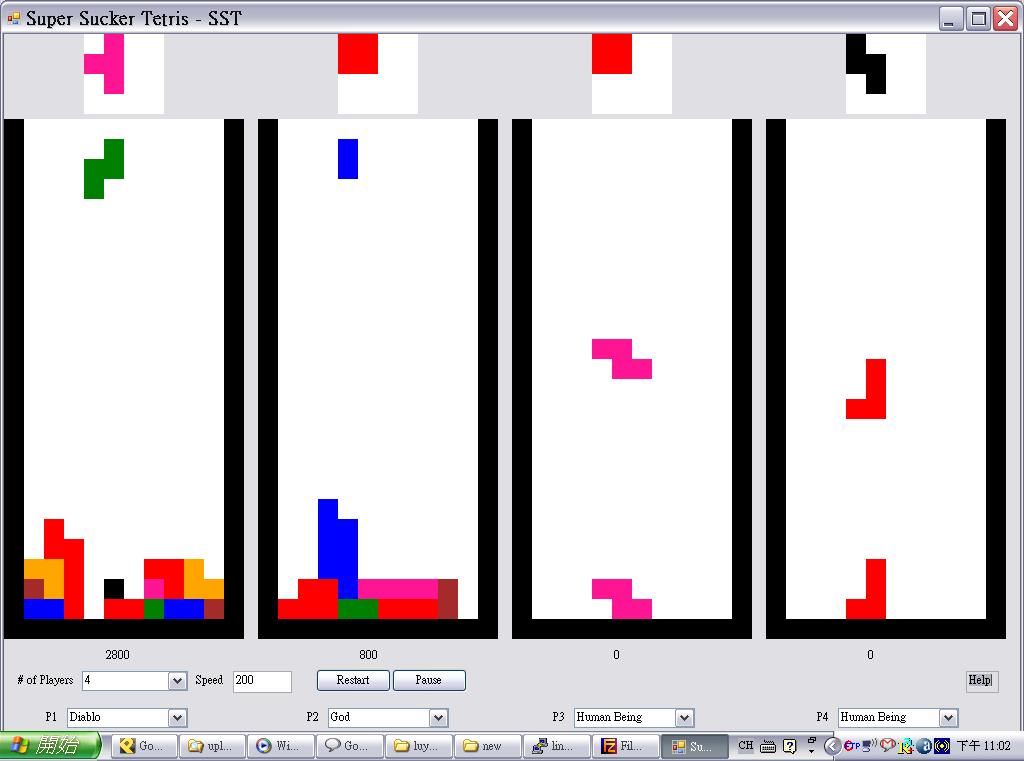 Super Sucker Tetris - SST
2800 800 0 0
# of Players 4 Speed 200 Restart Pause Help
P1 Diablo P2 God P3 Human Being P4 Human Being
開始 Go... upl... Wi... Go... luy... new lin... Fil... Su... CH 下午 11:02